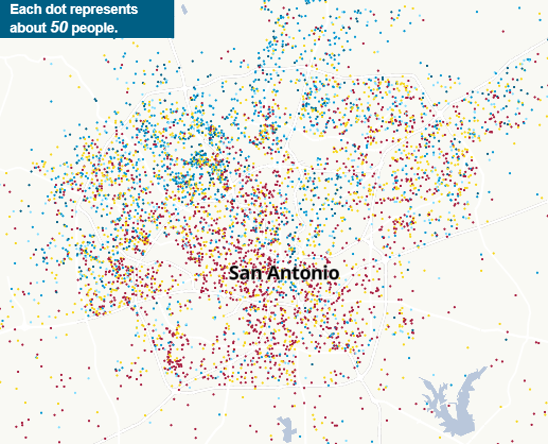 Each dot represents
about 50 people.
San Antonio